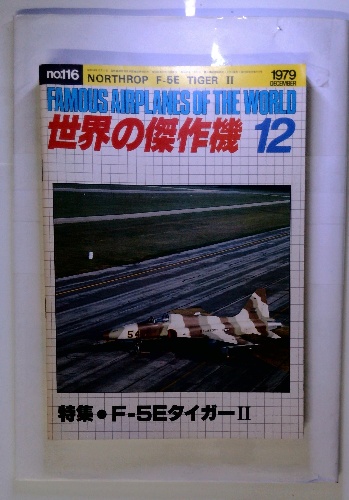 no.116
NORTHROP F-5E TIGER II
1979
DECEMBER
FAMOUS AIRPLANES OF THE WORLD
世界の傑作機 12
54
特集●F-5EタイガーII